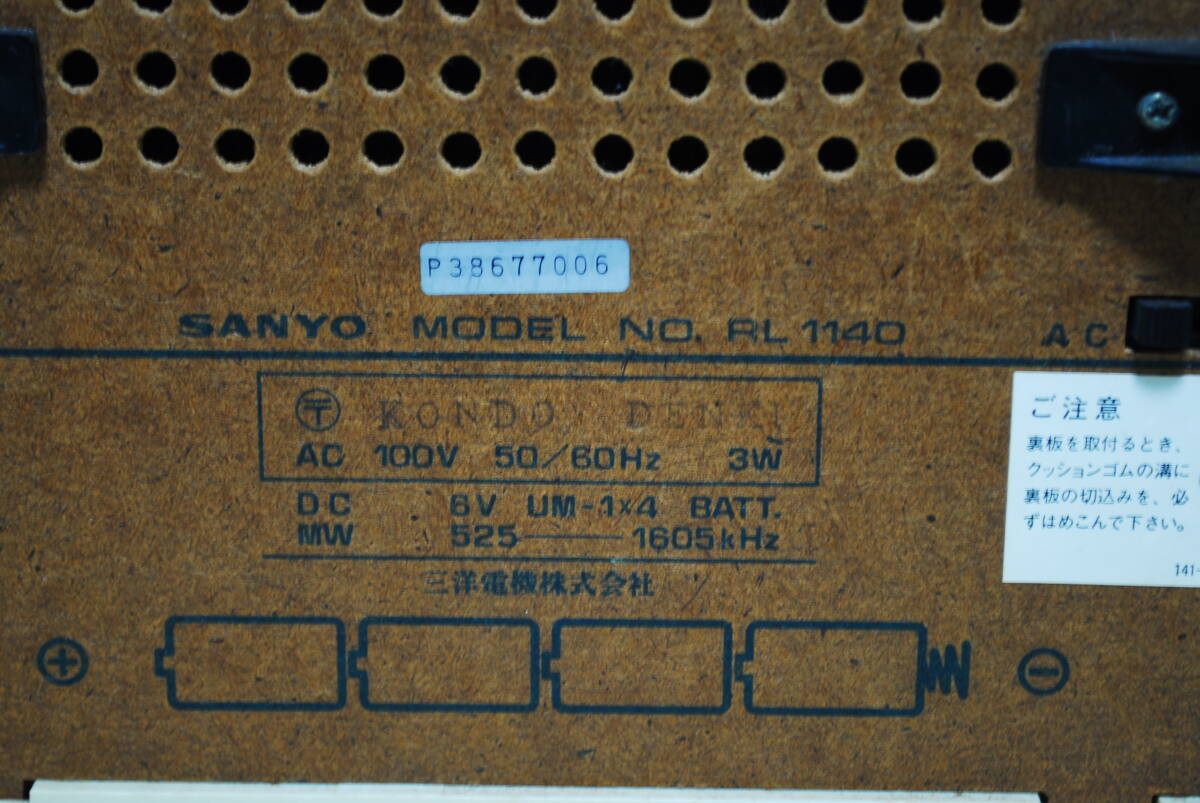 P38677006
SANYO MODEL NO. RL 1140
AC
〒 KONDOV DENKI
AC 100V 50/60Hz 3W
DC 6V UM-1×4 BATT.
MW 525 — 1605kHz
三洋電機株式会社
ご注意
裏板を取付るとき、
クッションゴムの溝に
裏板の切込みを、必
ずはめこんで下さい。
141-